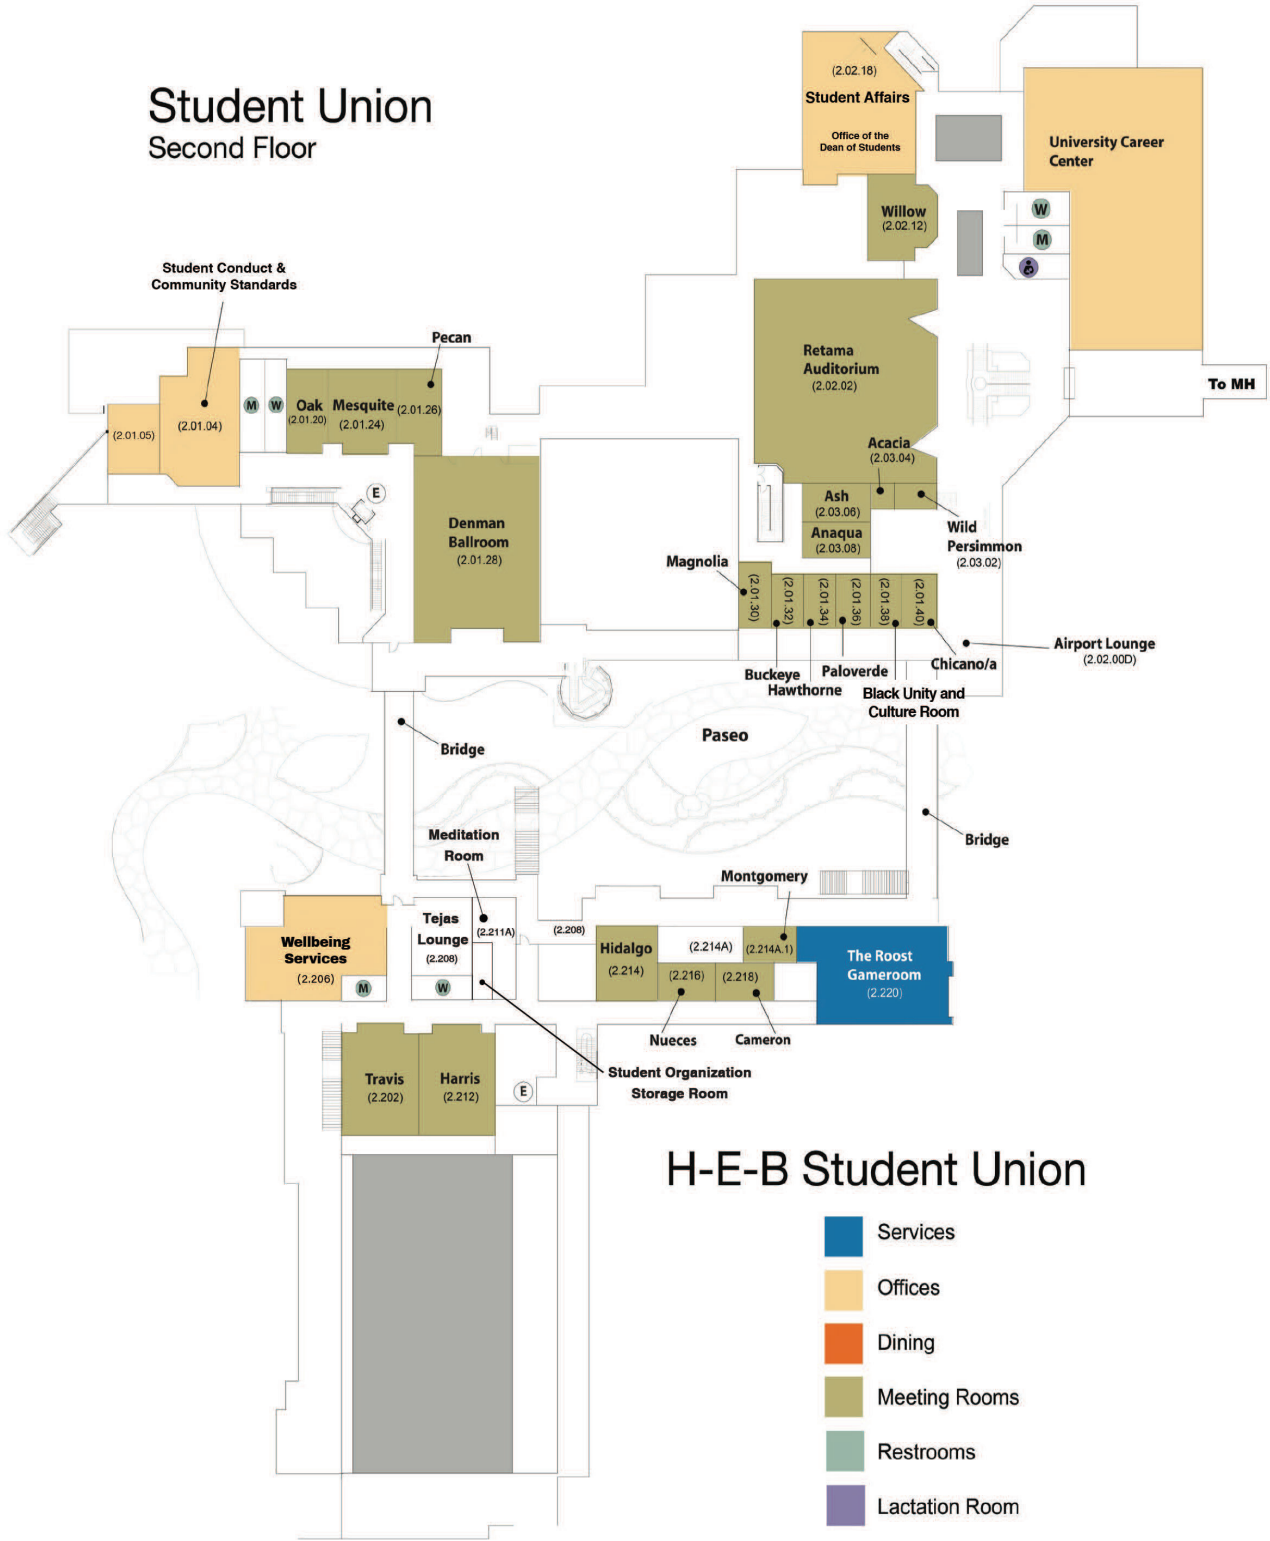 Student Union
Second Floor
(2.02.18)
Student Affairs
Office of the
Dean of Students
University Career
Center
Willow
(2.02.12)
W
M
Student Conduct &
Community Standards
Pecan
Retama
Auditorium
(2.02.02)
To MH
M
W
Oak
(2.01.20)
Mesquite
(2.01.24)
(2.01.26)
(2.01.05)
(2.01.04)
Acacia
(2.03.04)
E
Ash
(2.03.06)
Denman
Ballroom
(2.01.28)
Anaqua
(2.03.08)
Wild
Persimmon
(2.03.02)
Magnolia
(2.01.30)
(2.01.32)
(2.01.34)
(2.01.36)
(2.01.38)
(2.01.40)
Airport Lounge
(2.02.00D)
Buckeye
Hawthorne
Paloverde
Chicano/a
Black Unity and
Culture Room
Paseo
Bridge
Bridge
Meditation
Room
Montgomery
Tejas
Lounge
(2.208)
(2.211A)
(2.208)
Wellbeing
Services
(2.206)
M
W
Hidalgo
(2.214)
(2.214A)
(2.214A.1)
(2.216)
(2.218)
The Roost
Gameroom
(2.220)
Nueces
Cameron
Student Organization
Storage Room
Travis
(2.202)
Harris
(2.212)
E
H-E-B Student Union
Services
Offices
Dining
Meeting Rooms
Restrooms
Lactation Room